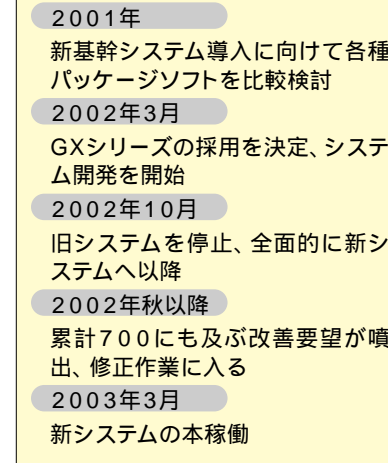 2001年
新基幹システム導入に向けて各種
パッケージソフトを比較検討
2002年3月
GXシリーズの採用を決定、システ
ム開発を開始
2002年10月
旧システムを停止、全面的に新シ
ステムへ以降
2002年秋以降
累計700にも及ぶ改善要望が噴
出、修正作業に入る
2003年3月
新システムの本稼働